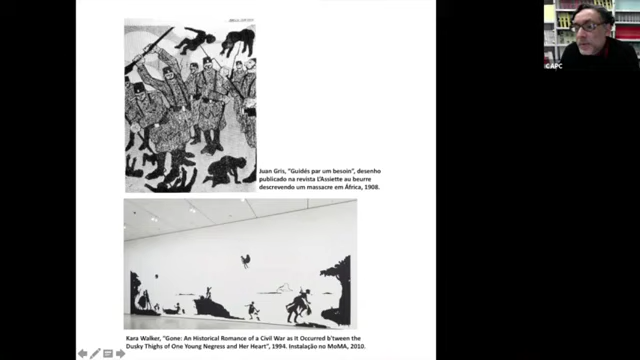 Juan Gris, "Guidés par um besoin", desenho
publicado na revista L'Assiette au beurre
descrevendo um massacre em África, 1908.
Kara Walker, "Gone: An Historical Romance of a Civil War as It Occurred b'tween the
Dusky Thighs of One Young Negress and Her Heart", 1994. Instalação no MoMA, 2010.
CAPC